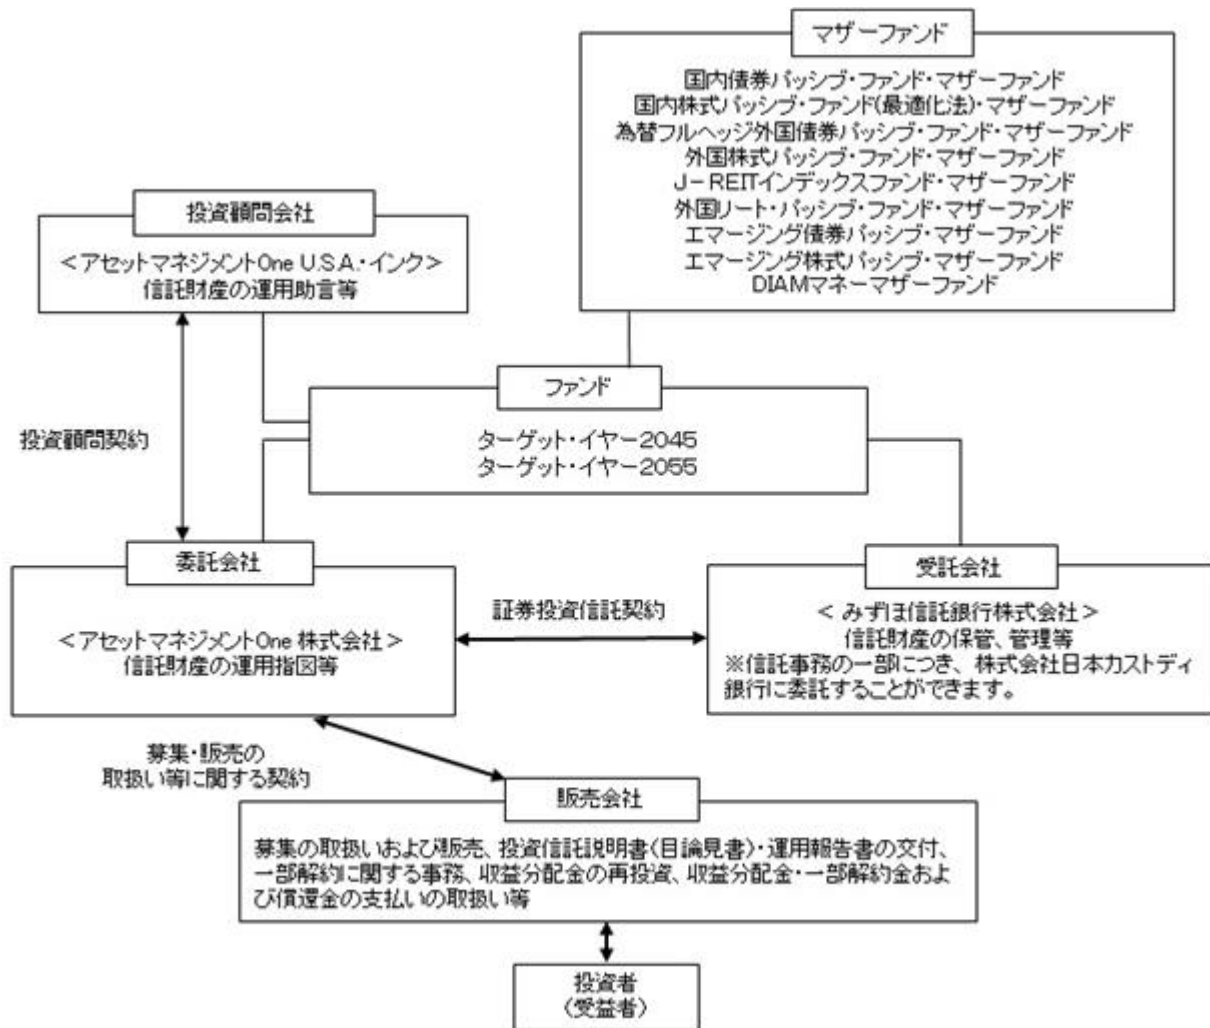 マザーファンド
国内債券パッシブ・ファンド・マザーファンド
国内株式パッシブ・ファンド(最適化法)・マザーファンド
為替フルヘッジ外国債券パッシブ・ファンド・マザーファンド
外国株式パッシブ・ファンド・マザーファンド
J－REITインデックスファンド・マザーファンド
外国リート・パッシブ・ファンド・マザーファンド
エマージング債券パッシブ・マザーファンド
エマージング株式パッシブ・マザーファンド
DIAMマネーマザーファンド
投資顧問会社
＜アセットマネジメントOne U.S.A.・インク＞
信託財産の運用助言等
ファンド
ターゲット・イヤー2045
ターゲット・イヤー2055
投資顧問契約
委託会社
＜アセットマネジメントOne 株式会社＞
信託財産の運用指図等
証券投資信託契約
受託会社
＜ みずほ信託銀行株式会社＞
信託財産の保管、管理等
※信託事務の一部につき、株式会社日本カストディ
銀行に委託することができます。
募集・販売の
取扱い等に関する契約
販売会社
募集の取扱いおよび販売、投資信託説明書(目論見書)・運用報告書の交付、
一部解約に関する事務、収益分配金の再投資、収益分配金・一部解約金およ
び償還金の支払いの取扱い等
投資者
（受益者）